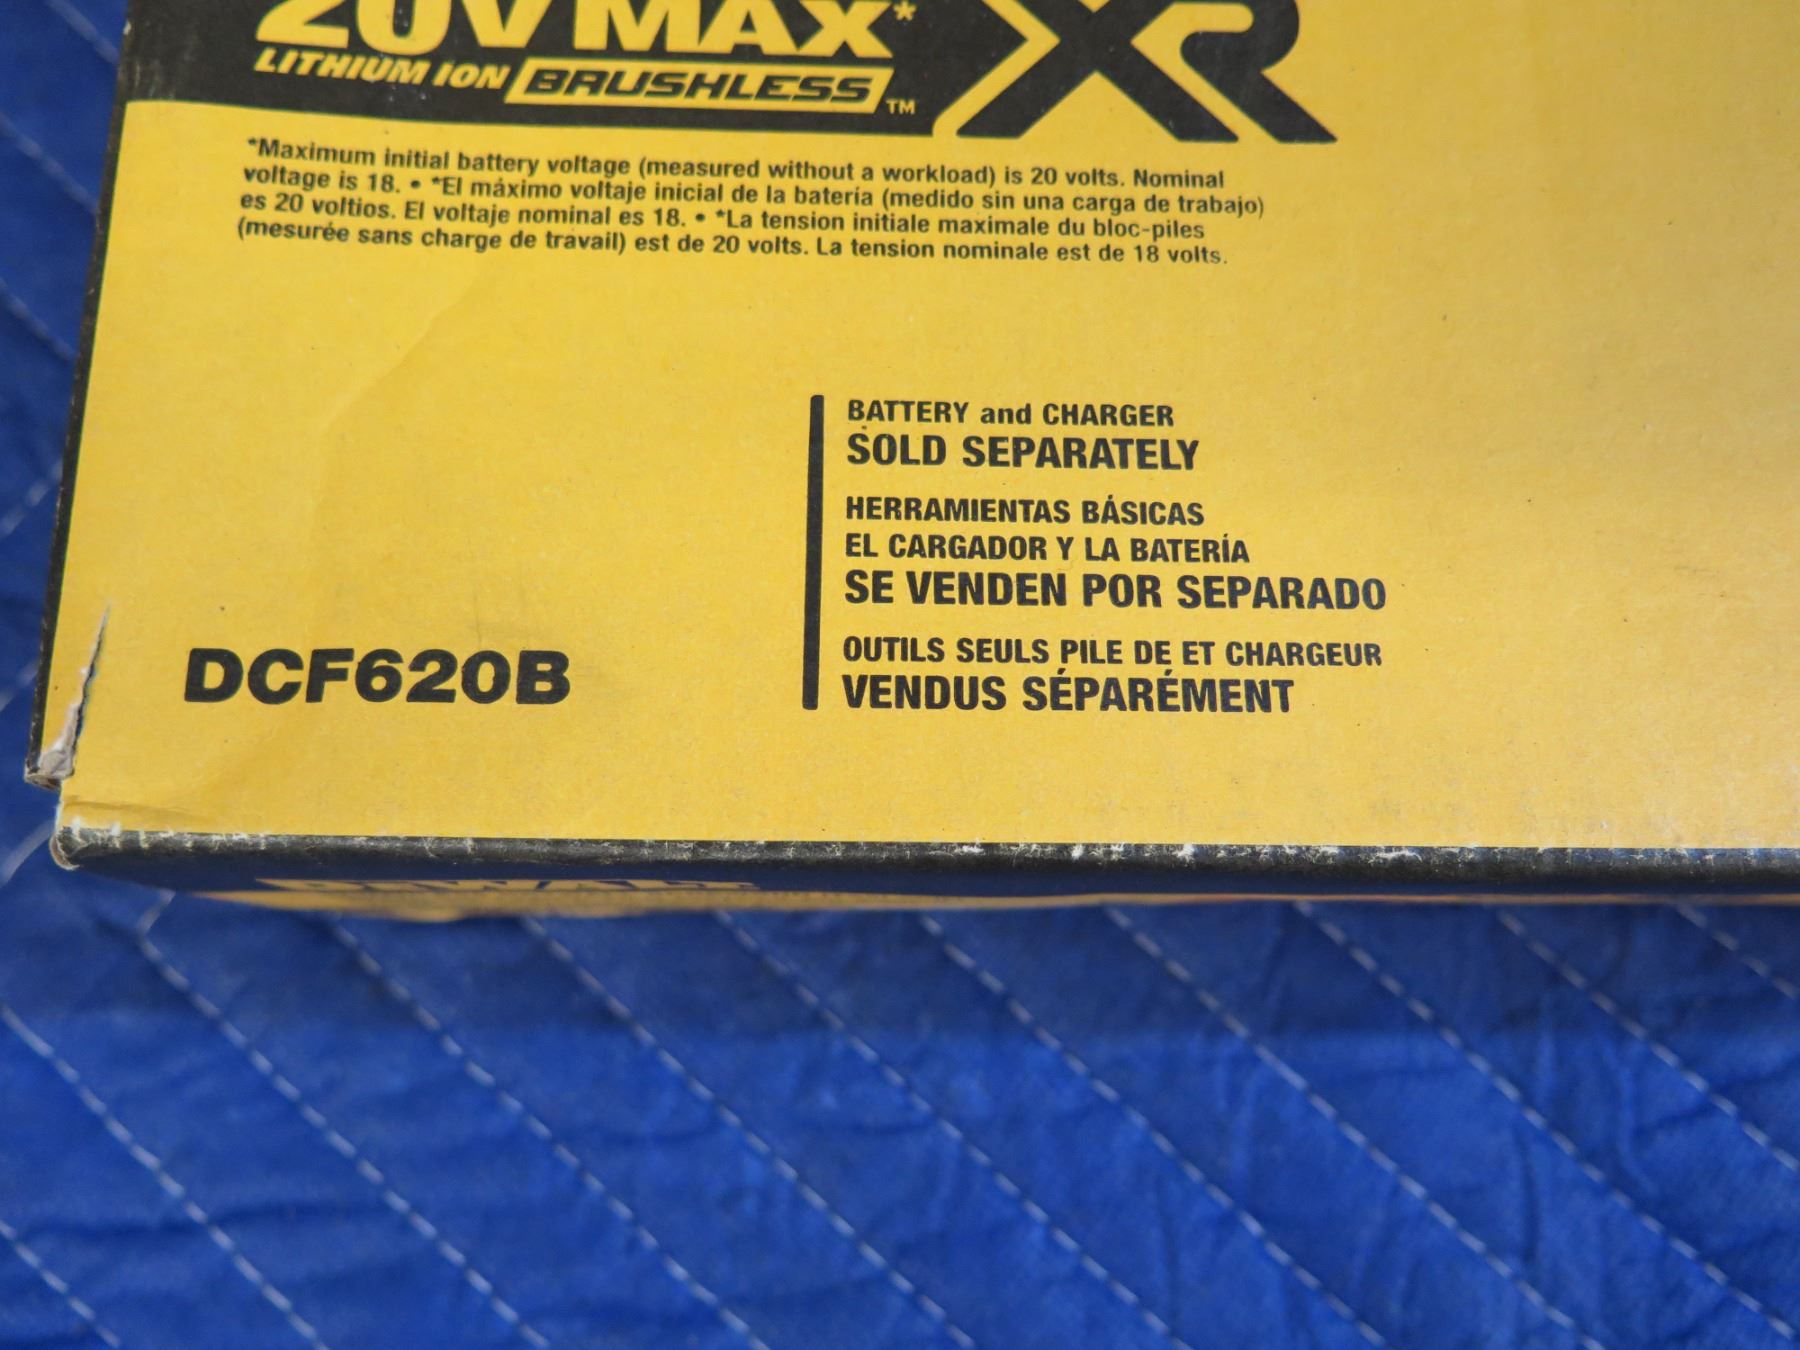 20V MAX* XR
LITHIUM ION BRUSHLESS™
*Maximum initial battery voltage (measured without a workload) is 20 volts. Nominal
voltage is 18. • *El máximo voltaje inicial de la batería (medido sin una carga de trabajo)
es 20 voltios. El voltaje nominal es 18. • *La tension initiale maximale du bloc-piles
(mesurée sans charge de travail) est de 20 volts. La tension nominale est de 18 volts.
BATTERY and CHARGER
SOLD SEPARATELY
HERRAMIENTAS BÁSICAS
EL CARGADOR Y LA BATERÍA
SE VENDEN POR SEPARADO
OUTILS SEULS PILE DE ET CHARGEUR
VENDUS SÉPARÉMENT
DCF620B
DEWALT